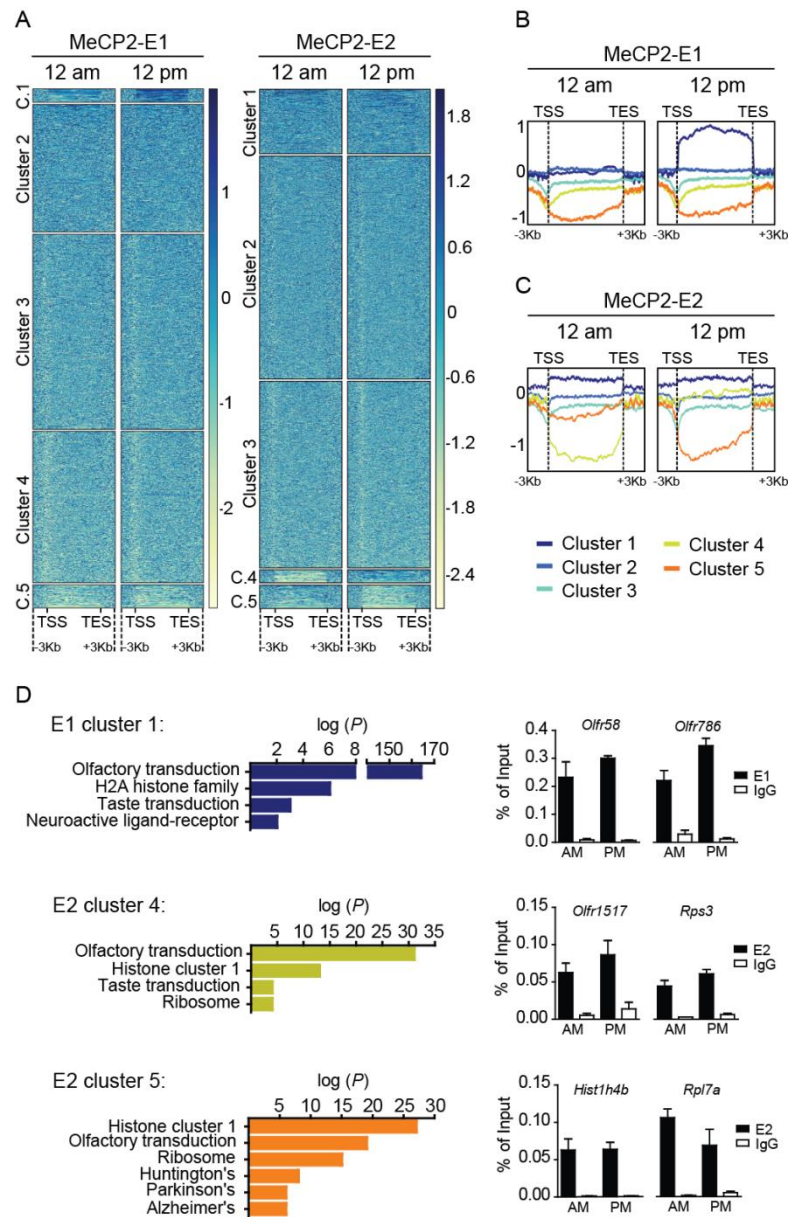 A
MeCP2-E1
MeCP2-E2
12 am 12 pm
12 am 12 pm
C.1
Cluster 2
Cluster 3
Cluster 4
C.5
1
0
-1
-2
Cluster 1
Cluster 2
Cluster 3
C.4
C.5
1.8
1.2
0.6
0
-0.6
-1.2
-1.8
-2.4
TSS TES TSS TES
-3Kb +3Kb -3Kb +3Kb
TSS TES TSS TES
-3Kb +3Kb -3Kb +3Kb
B
MeCP2-E1
12 am 12 pm
TSS TES TSS TES
1
0
-1
-3Kb +3Kb -3Kb +3Kb
C
MeCP2-E2
12 am 12 pm
TSS TES TSS TES
0
-1
-3Kb +3Kb -3Kb +3Kb
Cluster 1
Cluster 2
Cluster 3
Cluster 4
Cluster 5
D
E1 cluster 1:
log (P)
2 4 6 8 150 170
Olfactory transduction
H2A histone family
Taste transduction
Neuroactive ligand-receptor
Olfr58 Olfr786
% of Input
0.4
0.3
0.2
0.1
0.0
AM PM AM PM
E1
IgG
E2 cluster 4:
log (P)
5 10 15 20 25 30 35
Olfactory transduction
Histone cluster 1
Taste transduction
Ribosome
Olfr1517 Rps3
% of Input
0.15
0.10
0.05
0.00
AM PM AM PM
E2
IgG
E2 cluster 5:
log (P)
5 10 15 20 25 30
Histone cluster 1
Olfactory transduction
Ribosome
Huntington's
Parkinson's
Alzheimer's
Hist1h4b Rpl7a
% of Input
0.15
0.10
0.05
0.00
AM PM AM PM
E2
IgG